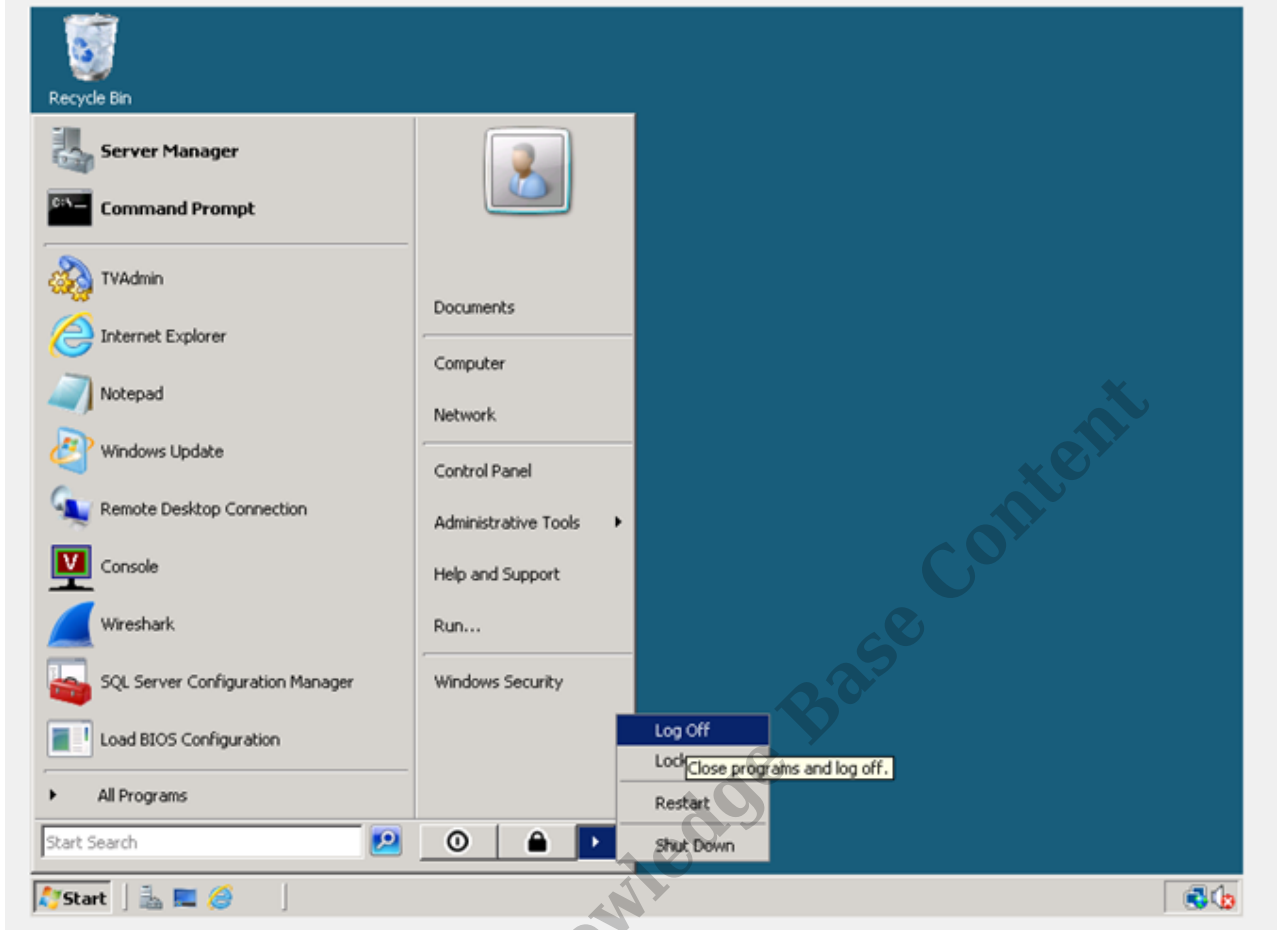 Recycle Bin
Server Manager
C:\
Command Prompt
TVAdmin
Documents
Internet Explorer
Computer
Notepad
Network
Windows Update
Control Panel
Remote Desktop Connection
Administrative Tools
V
Console
Help and Support
Wireshark
Run...
SQL Server Configuration Manager
Windows Security
Load BIOS Configuration
Log Off
Lock
Close programs and log off.
All Programs
Restart
Start Search
Shut Down
Start
Base Content